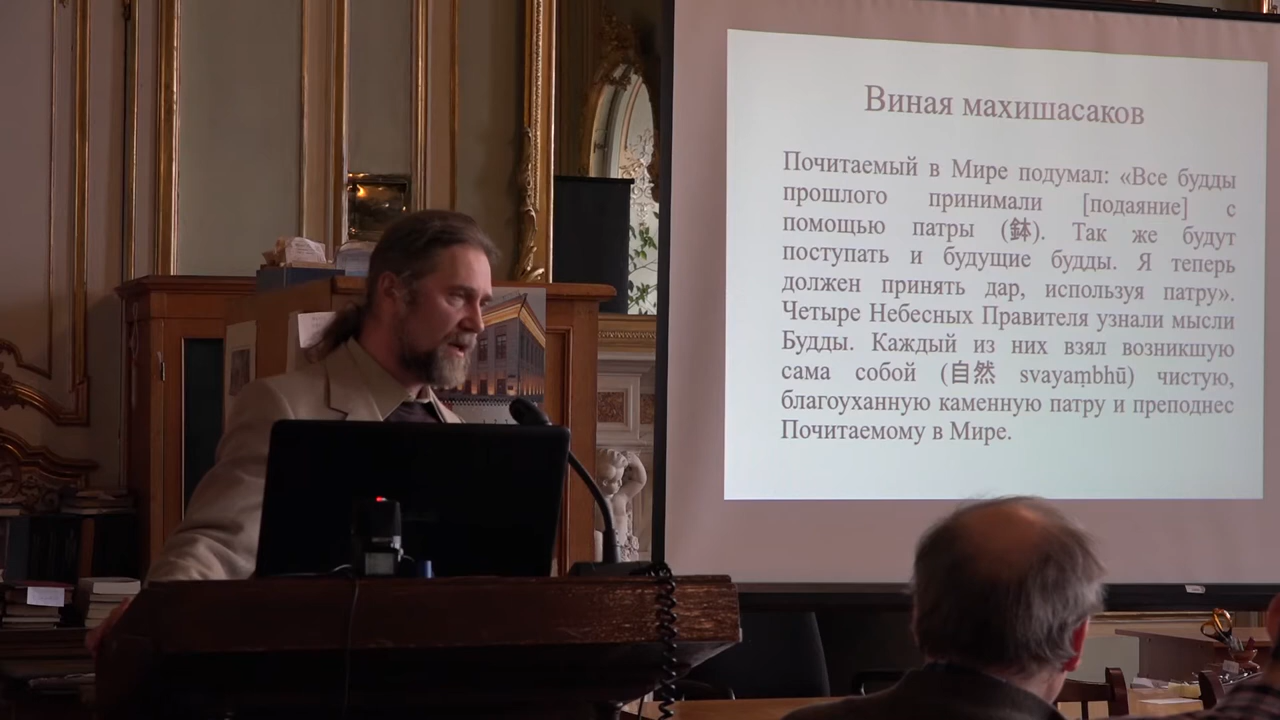 Виная махишасаков
Почитаемый в Мире подумал: «Все будды
прошлого принимали [подаяние] с
помощью патры (鉢). Так же будут
поступать и будущие будды. Я теперь
должен принять дар, используя патру».
Четыре Небесных Правителя узнали мысли
Будды. Каждый из них взял возникшую
сама собой (自然 svayaṃbhū) чистую,
благоуханную каменную патру и преподнес
Почитаемому в Мире.